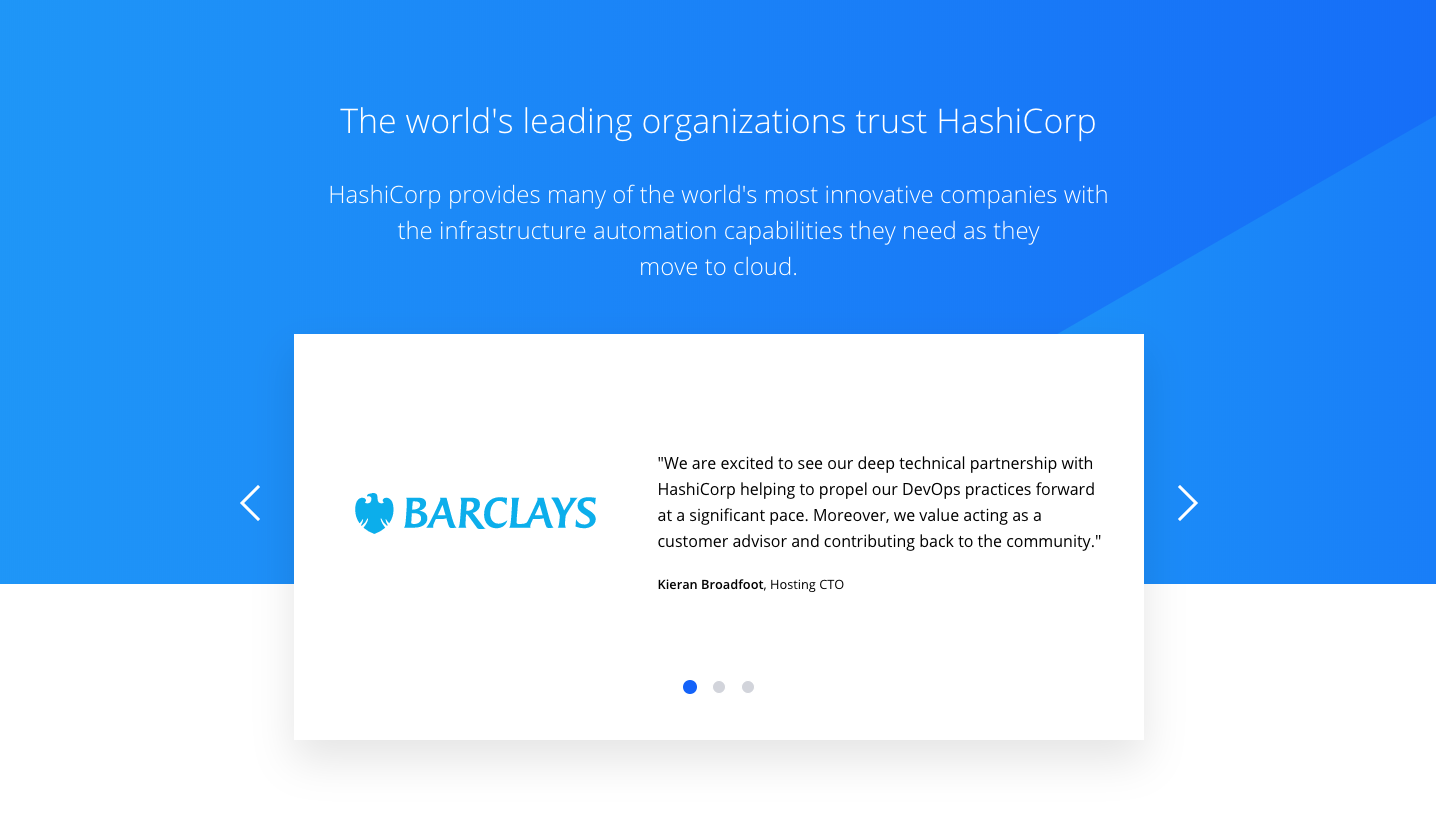 The world's leading organizations trust HashiCorp
HashiCorp provides many of the world's most innovative companies with
the infrastructure automation capabilities they need as they
move to cloud.
BARCLAYS
"We are excited to see our deep technical partnership with
HashiCorp helping to propel our DevOps practices forward
at a significant pace. Moreover, we value acting as a
customer advisor and contributing back to the community."
Kieran Broadfoot, Hosting CTO